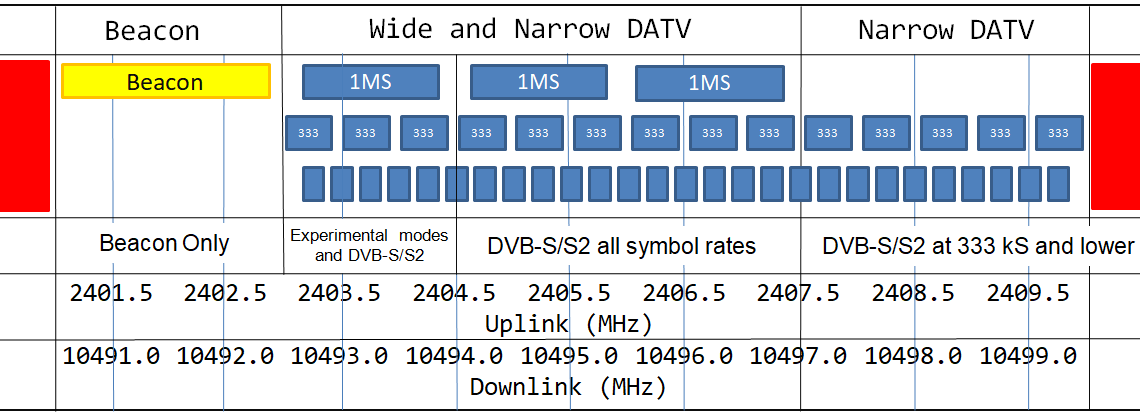 Beacon Wide and Narrow DATV Narrow DATV
Beacon 1MS 1MS 1MS
333 333 333 333 333 333 333 333 333 333 333 333 333 333
Beacon Only
Experimental modes
and DVB-S/S2
DVB-S/S2 all symbol rates
DVB-S/S2 at 333 kS and lower
2401.5 2402.5 2403.5 2404.5 2405.5 2406.5 2407.5 2408.5 2409.5
Uplink (MHz)
10491.0 10492.0 10493.0 10494.0 10495.0 10496.0 10497.0 10498.0 10499.0
Downlink (MHz)